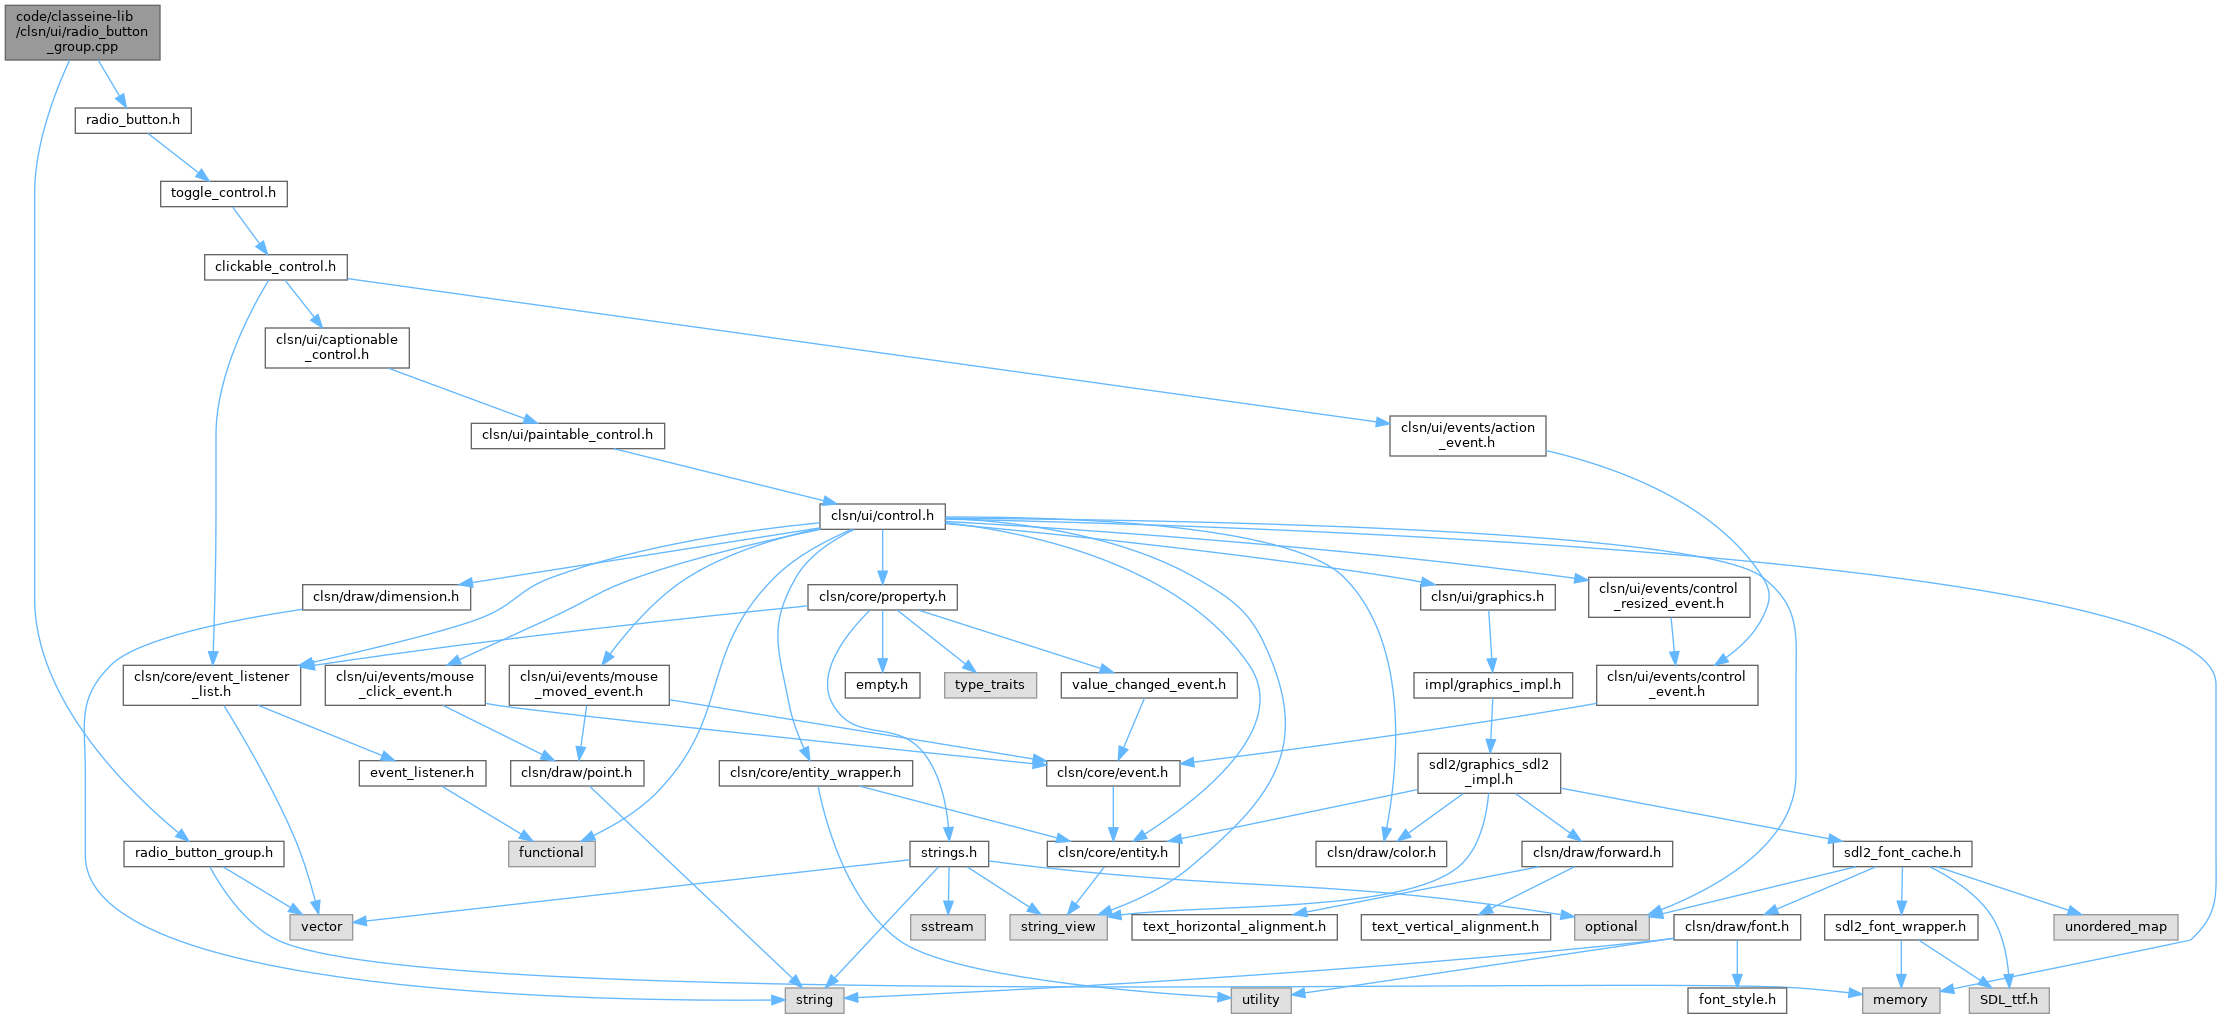 code/classeine-lib
/clsn/ui/radio_button
_group.cpp
radio_button.h
toggle_control.h
clickable_control.h
clsn/ui/captionable
_control.h
clsn/ui/paintable_control.h
clsn/ui/events/action
_event.h
clsn/ui/control.h
clsn/draw/dimension.h
clsn/core/property.h
clsn/ui/graphics.h
clsn/ui/events/control
_resized_event.h
clsn/core/event_listener
_list.h
clsn/ui/events/mouse
_click_event.h
clsn/ui/events/mouse
_moved_event.h
empty.h
type_traits
value_changed_event.h
impl/graphics_impl.h
clsn/ui/events/control
_event.h
event_listener.h
clsn/draw/point.h
clsn/core/entity_wrapper.h
clsn/core/event.h
sdl2/graphics_sdl2
_impl.h
radio_button_group.h
functional
strings.h
clsn/core/entity.h
clsn/draw/color.h
clsn/draw/forward.h
sdl2_font_cache.h
vector
sstream
string_view
text_horizontal_alignment.h
text_vertical_alignment.h
optional
clsn/draw/font.h
sdl2_font_wrapper.h
unordered_map
string
utility
font_style.h
memory
SDL_ttf.h